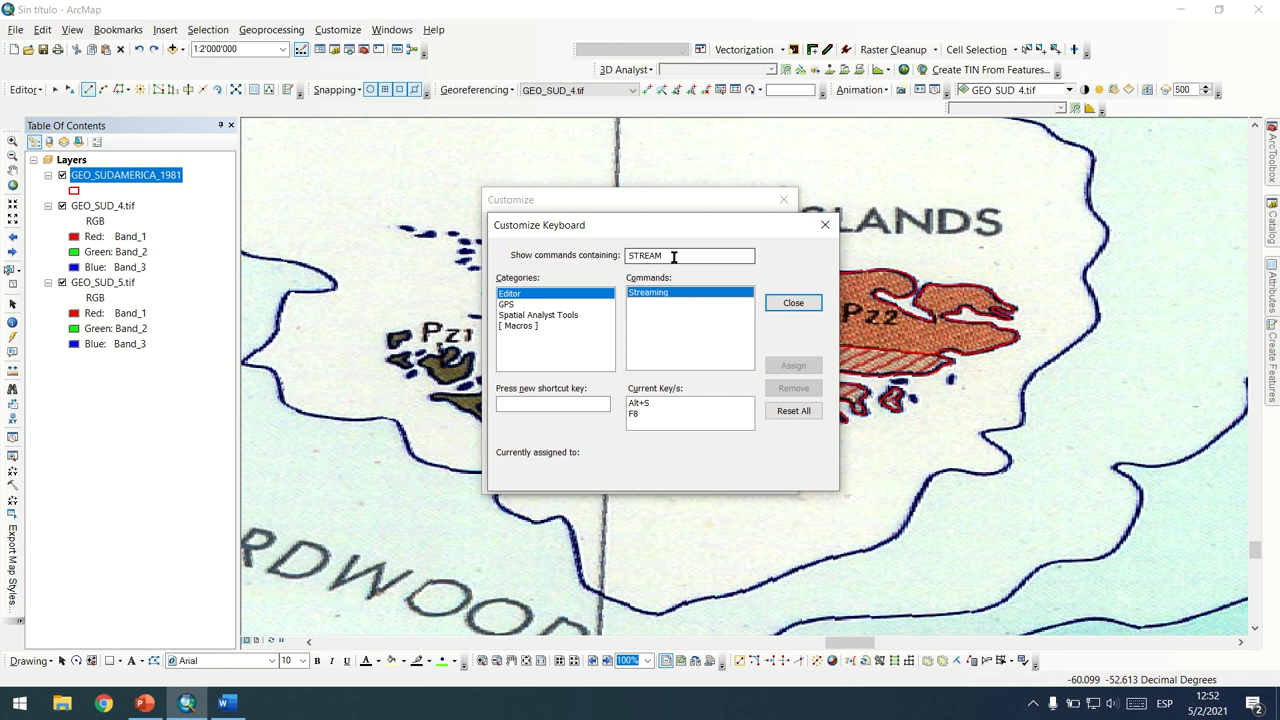 Sin título - ArcMap
File Edit View Bookmarks Insert Selection Geoprocessing Customize Windows Help
1:2'000'000
Vectorization
Raster Cleanup
Cell Selection
3D Analyst
Create TIN From Features...
Editor
Snapping
Georeferencing
GEO_SUD_4.tif
Animation
GEO_SUD_4.tif
500
Table Of Contents
Layers
GEO_SUDAMERICA_1981
GEO_SUD_4.tif
RGB
Red: Band_1
Green: Band_2
Blue: Band_3
GEO_SUD_5.tif
RGB
Red: Band_1
Green: Band_2
Blue: Band_3
SLANDS
P21
P22
RDWOOD
Customize
Customize Keyboard
Show commands containing: STREAM
Categories:
Commands:
Editor
GPS
Spatial Analyst Tools
[ Macros ]
Streaming
Close
Assign
Remove
Reset All
Press new shortcut key:
Current Key/s:
Alt+S
F8
Currently assigned to:
ArcToolbox
Catalog
Attributes
Create Features
Export Map Styles...
Drawing
Arial
10
B I U A
A
100%
-60.099 -52.613 Decimal Degrees
ESP
12:52
5/2/2021
2